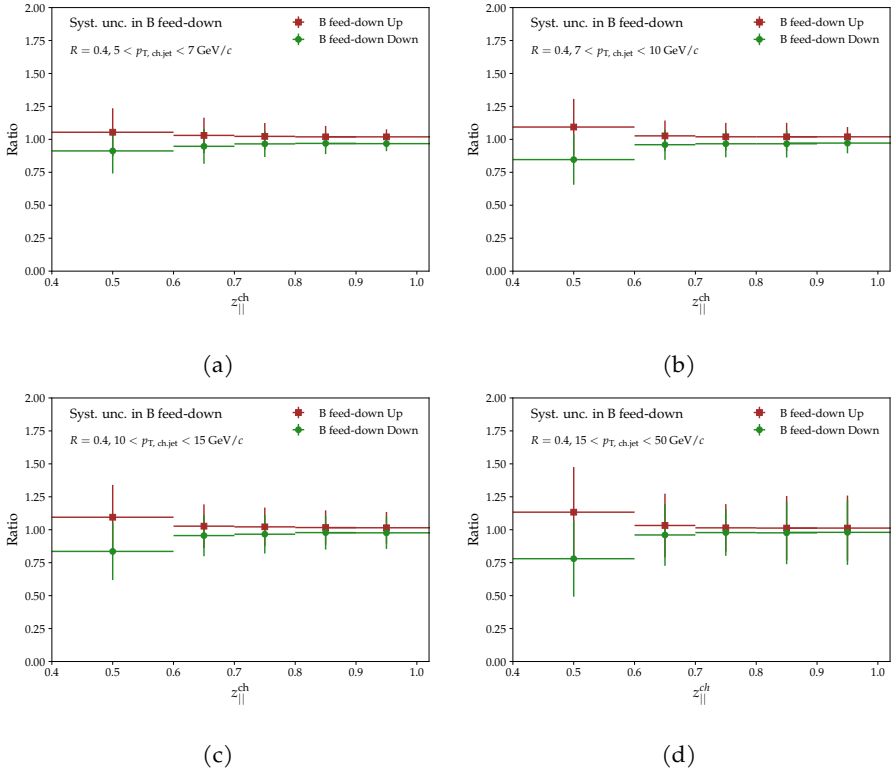 Syst. unc. in B feed-down
R = 0.4, 5 < p_T, ch.jet < 7 GeV/c
B feed-down Up
B feed-down Down
2.00
1.75
1.50
1.25
1.00
0.75
0.50
0.25
0.00
Ratio
0.4 0.5 0.6 0.7 0.8 0.9 1.0
z_||^ch
(a)
Syst. unc. in B feed-down
R = 0.4, 7 < p_T, ch.jet < 10 GeV/c
B feed-down Up
B feed-down Down
2.00
1.75
1.50
1.25
1.00
0.75
0.50
0.25
0.00
Ratio
0.4 0.5 0.6 0.7 0.8 0.9 1.0
z_||^ch
(b)
Syst. unc. in B feed-down
R = 0.4, 10 < p_T, ch.jet < 15 GeV/c
B feed-down Up
B feed-down Down
2.00
1.75
1.50
1.25
1.00
0.75
0.50
0.25
0.00
Ratio
0.4 0.5 0.6 0.7 0.8 0.9 1.0
z_||^ch
(c)
Syst. unc. in B feed-down
R = 0.4, 15 < p_T, ch.jet < 50 GeV/c
B feed-down Up
B feed-down Down
2.00
1.75
1.50
1.25
1.00
0.75
0.50
0.25
0.00
Ratio
0.4 0.5 0.6 0.7 0.8 0.9 1.0
z_||^ch
(d)